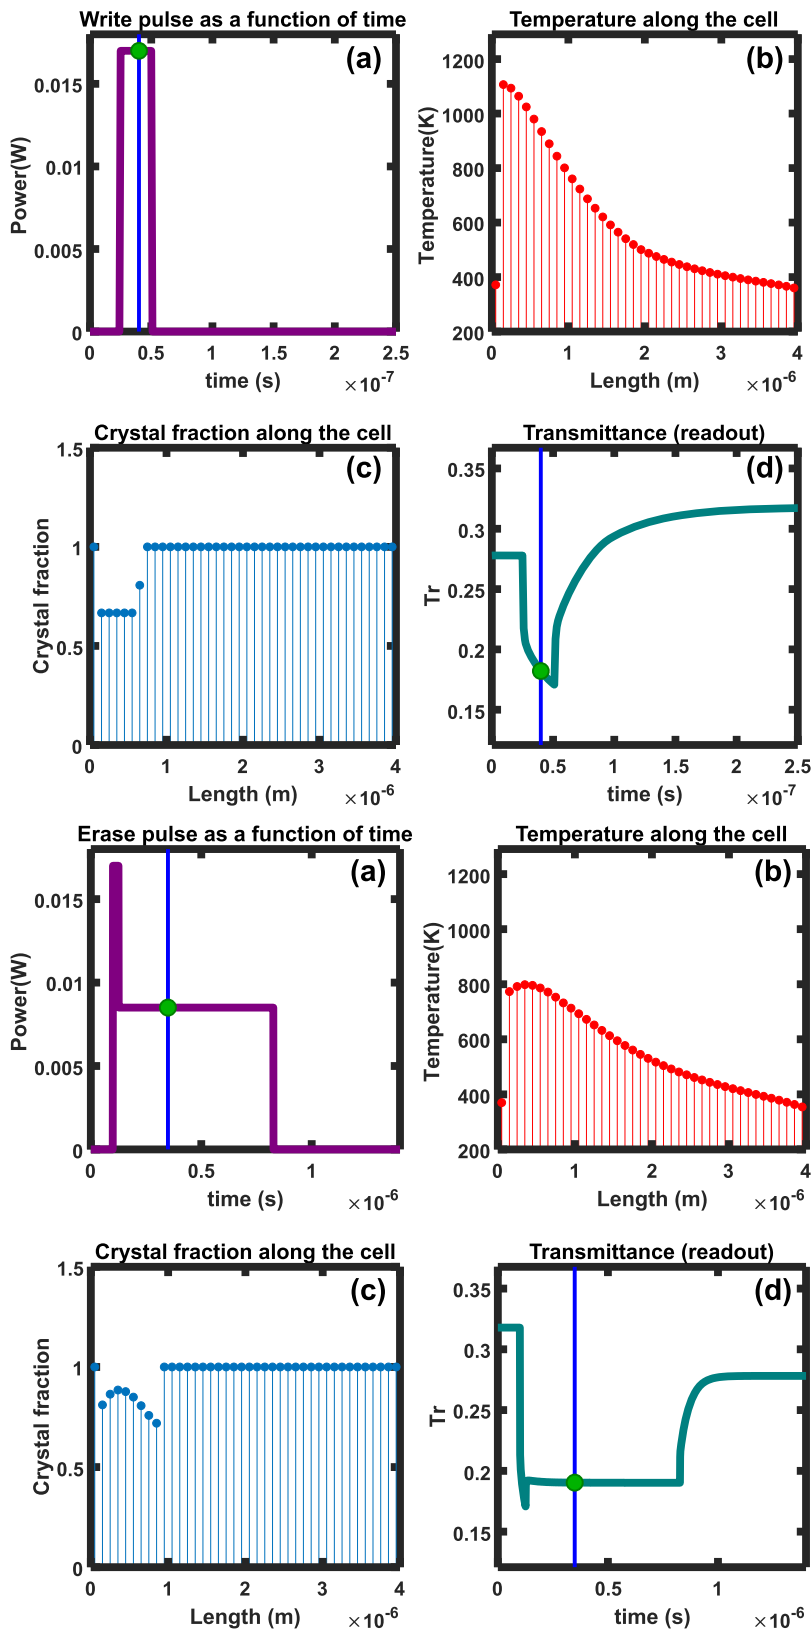 Write pulse as a function of time
(a)
Power(W)
0.015
0.01
0.005
0
0 0.5 1 1.5 2 2.5
time (s) ×10-7
Temperature along the cell
(b)
Temperature(K)
1200
1000
800
600
400
200
0 1 2 3 4
Length (m) ×10-6
Crystal fraction along the cell
(c)
Crystal fraction
1.5
1
0.5
0
0 1 2 3 4
Length (m) ×10-6
Transmittance (readout)
(d)
Tr
0.35
0.3
0.25
0.2
0.15
0 0.5 1 1.5 2 2.5
time (s) ×10-7
Erase pulse as a function of time
(a)
Power(W)
0.015
0.01
0.005
0
0 0.5 1
time (s) ×10-6
Temperature along the cell
(b)
Temperature(K)
1200
1000
800
600
400
200
0 1 2 3 4
Length (m) ×10-6
Crystal fraction along the cell
(c)
Crystal fraction
1.5
1
0.5
0
0 1 2 3 4
Length (m) ×10-6
Transmittance (readout)
(d)
Tr
0.35
0.3
0.25
0.2
0.15
0 0.5 1
time (s) ×10-6